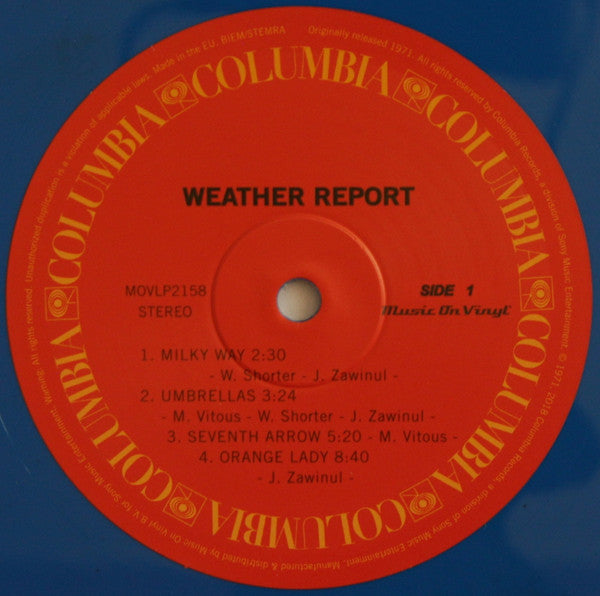 COLUMBIA COLUMBIA COLUMBIA COLUMBIA COLUMBIA COLUMBIA
Originally released 1971. All rights reserved by Columbia Records, a division of Sony Music Entertainment. © 1971, 2018 Columbia Records, a division of Sony Music Entertainment.
Manufactured & distributed by Music On Vinyl B.V. for Sony Music Entertainment. Warning: All rights reserved. Unauthorized duplication is a violation of applicable laws. Made in the EU. BIEM/STEMRA
WEATHER REPORT
MOVLP2158 SIDE 1
STEREO Music On Vinyl
1. MILKY WAY 2:30
- W. Shorter - J. Zawinul -
2. UMBRELLAS 3:24
- M. Vitous - W. Shorter - J. Zawinul -
3. SEVENTH ARROW 5:20 - M. Vitous -
4. ORANGE LADY 8:40
- J. Zawinul -